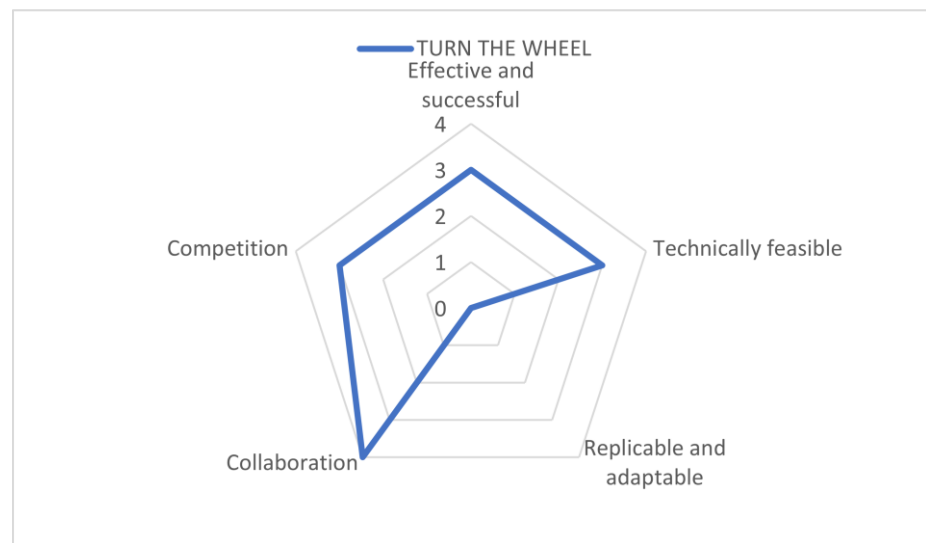 TURN THE WHEEL
Effective and
successful
4
3
2
1
0
Technically feasible
Replicable and
adaptable
Collaboration
Competition